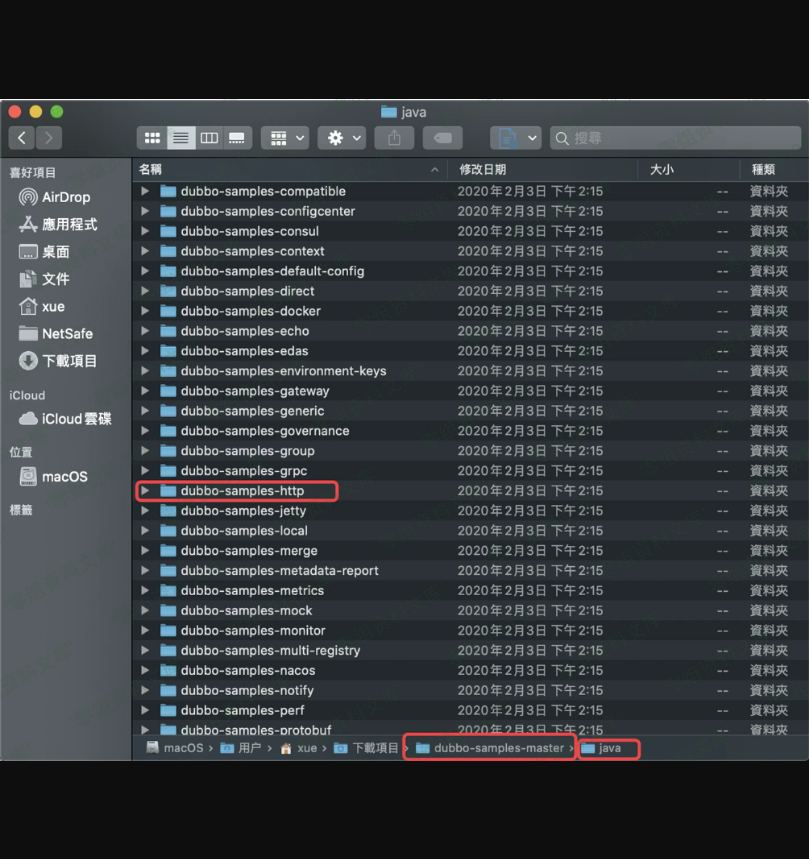 java
搜尋
喜好項目
AirDrop
應用程式
桌面
文件
xue
NetSafe
下載項目
iCloud
iCloud 雲碟
位置
macOS
標籤
名稱 修改日期 大小 種類
dubbo-samples-compatible 2020年2月3日 下午2:15 -- 資料夾
dubbo-samples-configcenter 2020年2月3日 下午2:15 -- 資料夾
dubbo-samples-consul 2020年2月3日 下午2:15 -- 資料夾
dubbo-samples-context 2020年2月3日 下午2:15 -- 資料夾
dubbo-samples-default-config 2020年2月3日 下午2:15 -- 資料夾
dubbo-samples-direct 2020年2月3日 下午2:15 -- 資料夾
dubbo-samples-docker 2020年2月3日 下午2:15 -- 資料夾
dubbo-samples-echo 2020年2月3日 下午2:15 -- 資料夾
dubbo-samples-edas 2020年2月3日 下午2:15 -- 資料夾
dubbo-samples-environment-keys 2020年2月3日 下午2:15 -- 資料夾
dubbo-samples-gateway 2020年2月3日 下午2:15 -- 資料夾
dubbo-samples-generic 2020年2月3日 下午2:15 -- 資料夾
dubbo-samples-governance 2020年2月3日 下午2:15 -- 資料夾
dubbo-samples-group 2020年2月3日 下午2:15 -- 資料夾
dubbo-samples-grpc 2020年2月3日 下午2:15 -- 資料夾
dubbo-samples-http 2020年2月3日 下午2:15 -- 資料夾
dubbo-samples-jetty 2020年2月3日 下午2:15 -- 資料夾
dubbo-samples-local 2020年2月3日 下午2:15 -- 資料夾
dubbo-samples-merge 2020年2月3日 下午2:15 -- 資料夾
dubbo-samples-metadata-report 2020年2月3日 下午2:15 -- 資料夾
dubbo-samples-metrics 2020年2月3日 下午2:15 -- 資料夾
dubbo-samples-mock 2020年2月3日 下午2:15 -- 資料夾
dubbo-samples-monitor 2020年2月3日 下午2:15 -- 資料夾
dubbo-samples-multi-registry 2020年2月3日 下午2:15 -- 資料夾
dubbo-samples-nacos 2020年2月3日 下午2:15 -- 資料夾
dubbo-samples-notify 2020年2月3日 下午2:15 -- 資料夾
dubbo-samples-perf 2020年2月3日 下午2:15 -- 資料夾
dubbo-samples-protobuf 2020年2月3日 下午2:15 -- 資料夾
macOS › 用户 › xue › 下載項目 › dubbo-samples-master › java